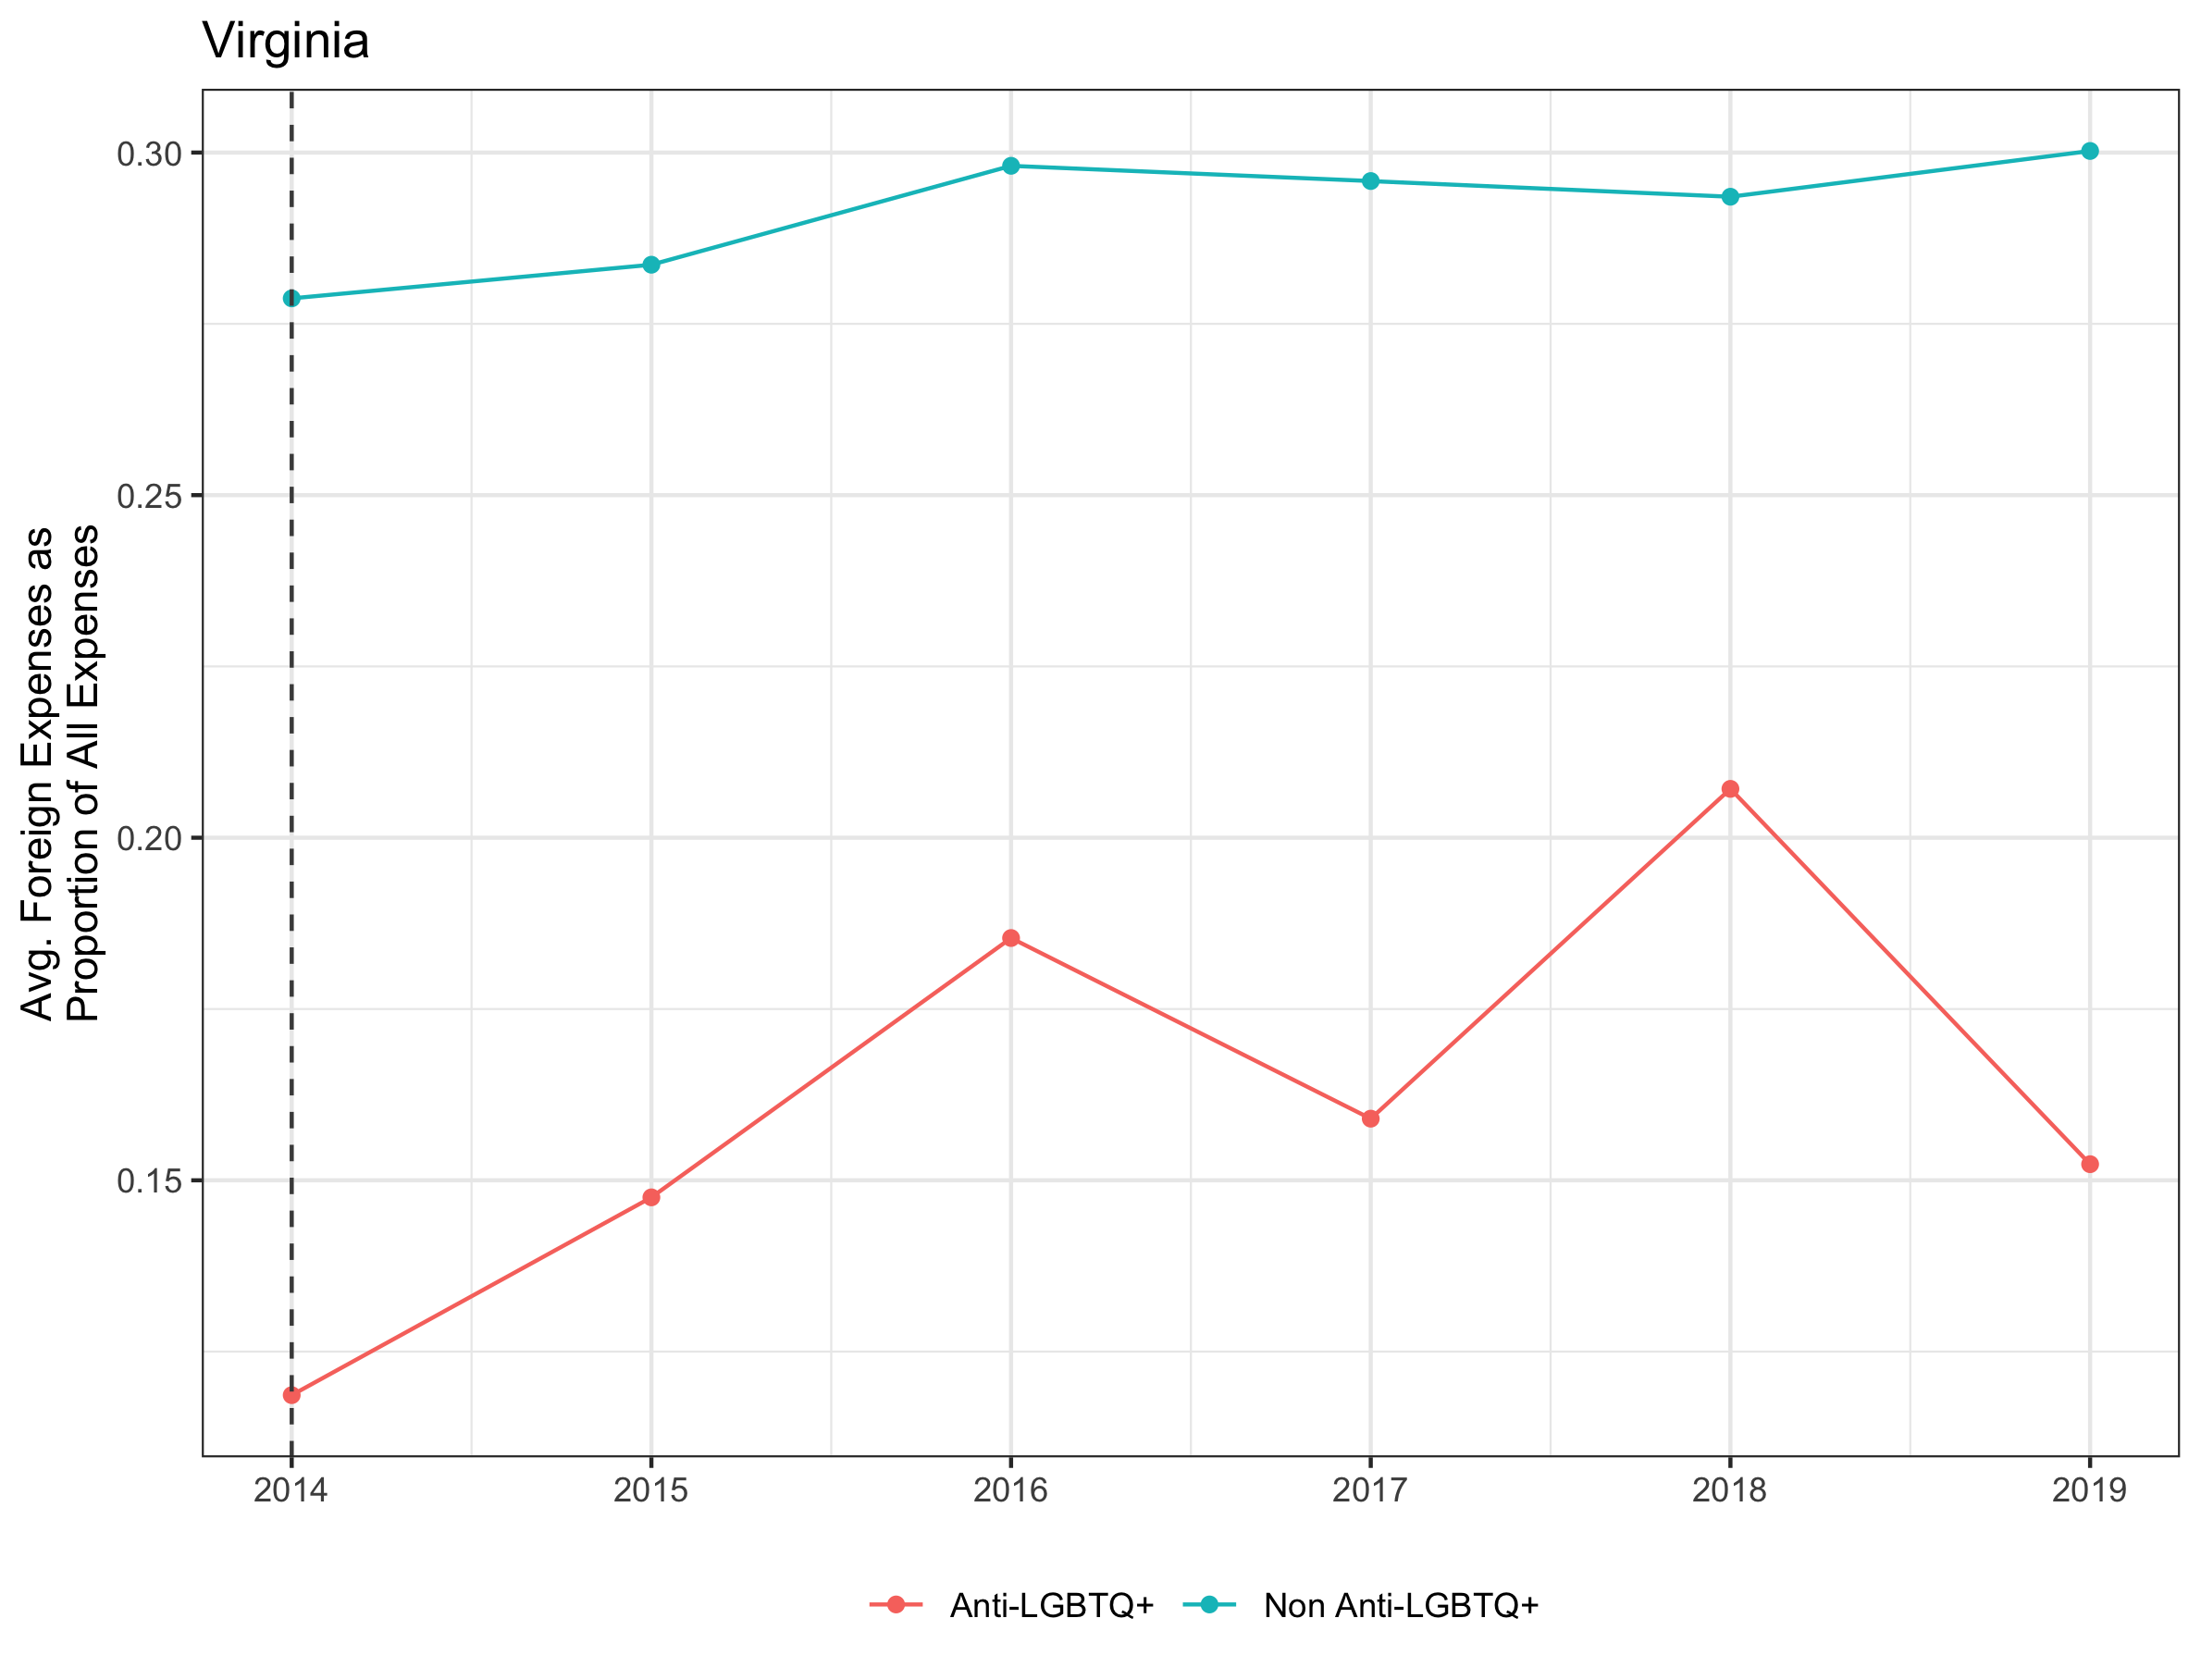 Virginia
Avg. Foreign Expenses as
Proportion of All Expenses
0.30
0.25
0.20
0.15
2014 2015 2016 2017 2018 2019
Anti-LGBTQ+ Non Anti-LGBTQ+